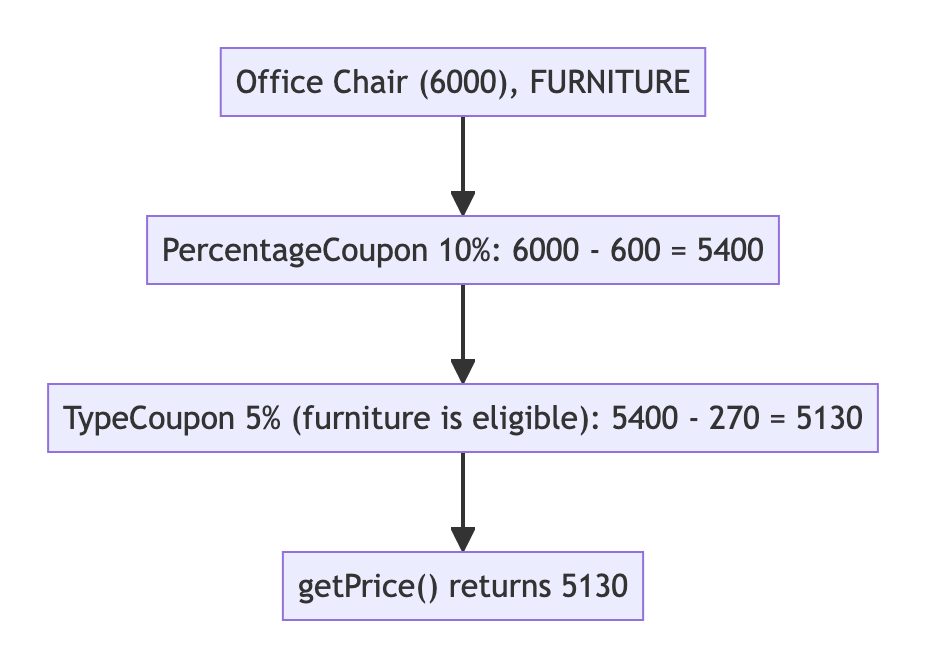 Office Chair (6000), FURNITURE
PercentageCoupon 10%: 6000 - 600 = 5400
TypeCoupon 5% (furniture is eligible): 5400 - 270 = 5130
getPrice() returns 5130